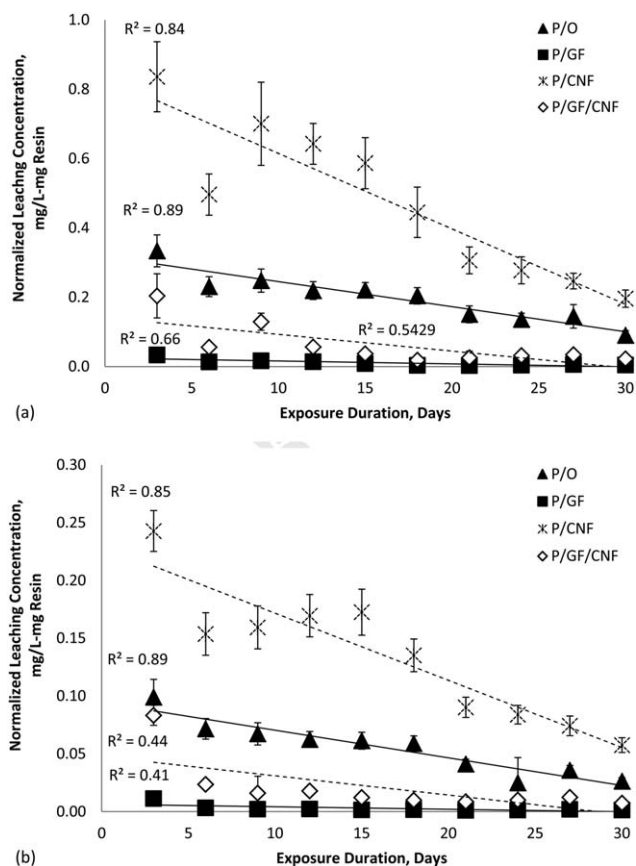 R² = 0.84
P/O
P/GF
P/CNF
P/GF/CNF
1.0
0.8
0.6
0.4
0.2
0.0
Normalized Leachng Concentration,
mg/L-mg Resin
R² = 0.89
R² = 0.66
R² = 0.5429
0 5 10 15 20 25 30
(a)
Exposure Duration, Days
0.30
0.25
0.20
0.15
0.10
0.05
0.00
Normalized Leaching Concentration,
mg/L-mg Resin
R² = 0.85
P/O
P/GF
P/CNF
P/GF/CNF
R² = 0.89
R² = 0.44
R² = 0.41
0 5 10 15 20 25 30
(b)
Exposure Duration, Days